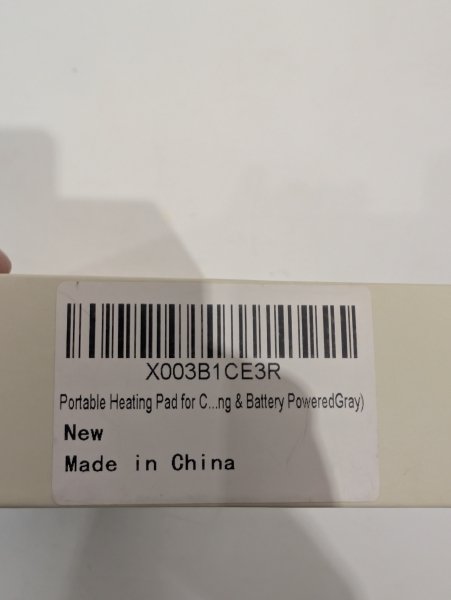 X003B1CE3R
Portable Heating Pad for C...ng & Battery PoweredGray)
New
Made in China